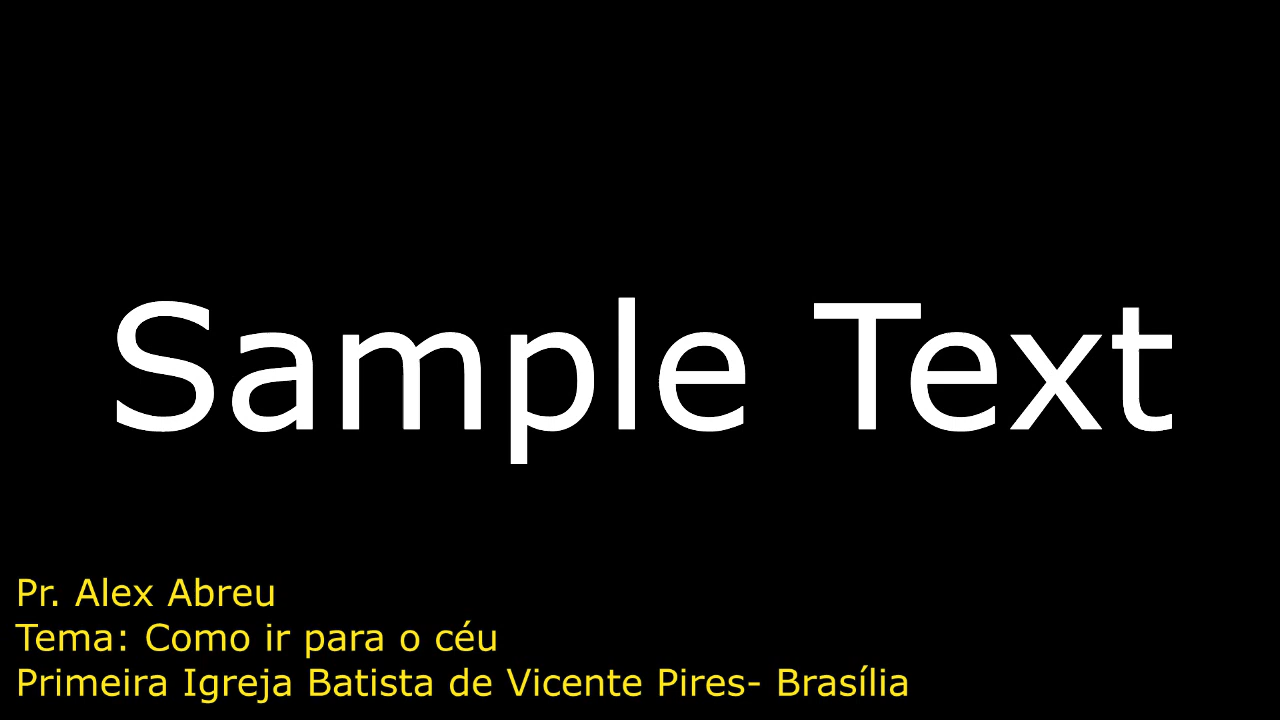 Sample Text
Pr. Alex Abreu
Tema: Como ir para o céu
Primeira Igreja Batista de Vicente Pires- Brasília